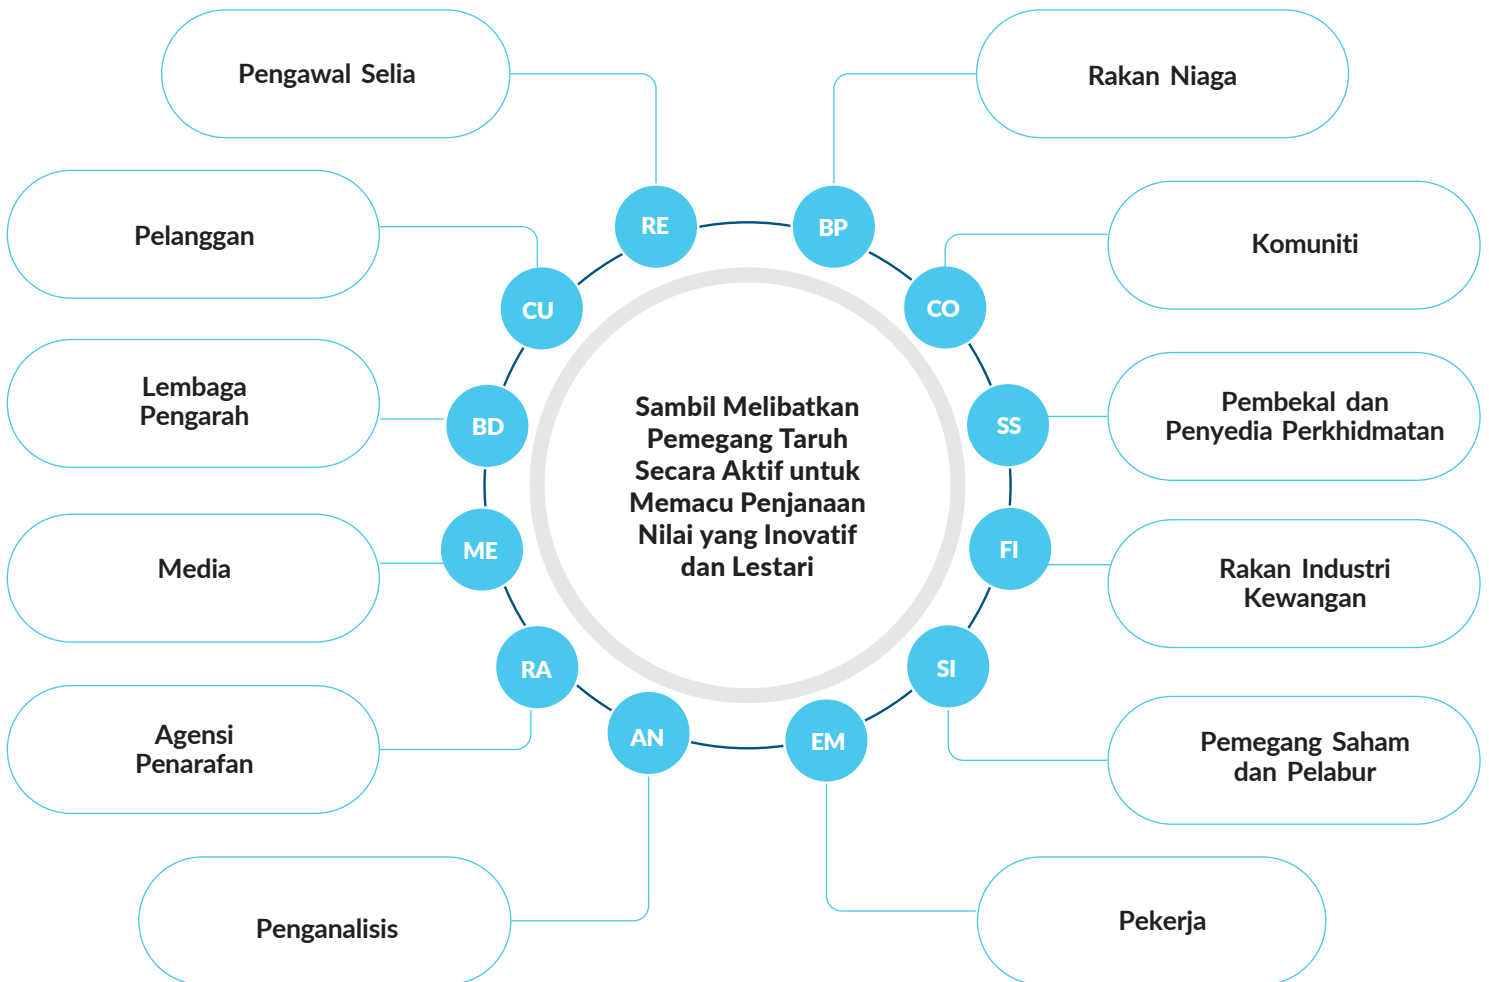 Pengawal Selia
Rakan Niaga
Pelanggan
Komuniti
Lembaga
Pengarah
Pembekal dan
Penyedia Perkhidmatan
Media
Rakan Industri
Kewangan
Agensi
Penarafan
Pemegang Saham
dan Pelabur
Penganalisis
Pekerja
RE
BP
CU
CO
BD
SS
ME
FI
RA
SI
AN
EM
Sambil Melibatkan
Pemegang Taruh
Secara Aktif untuk
Memacu Penjanaan
Nilai yang Inovatif
dan Lestari